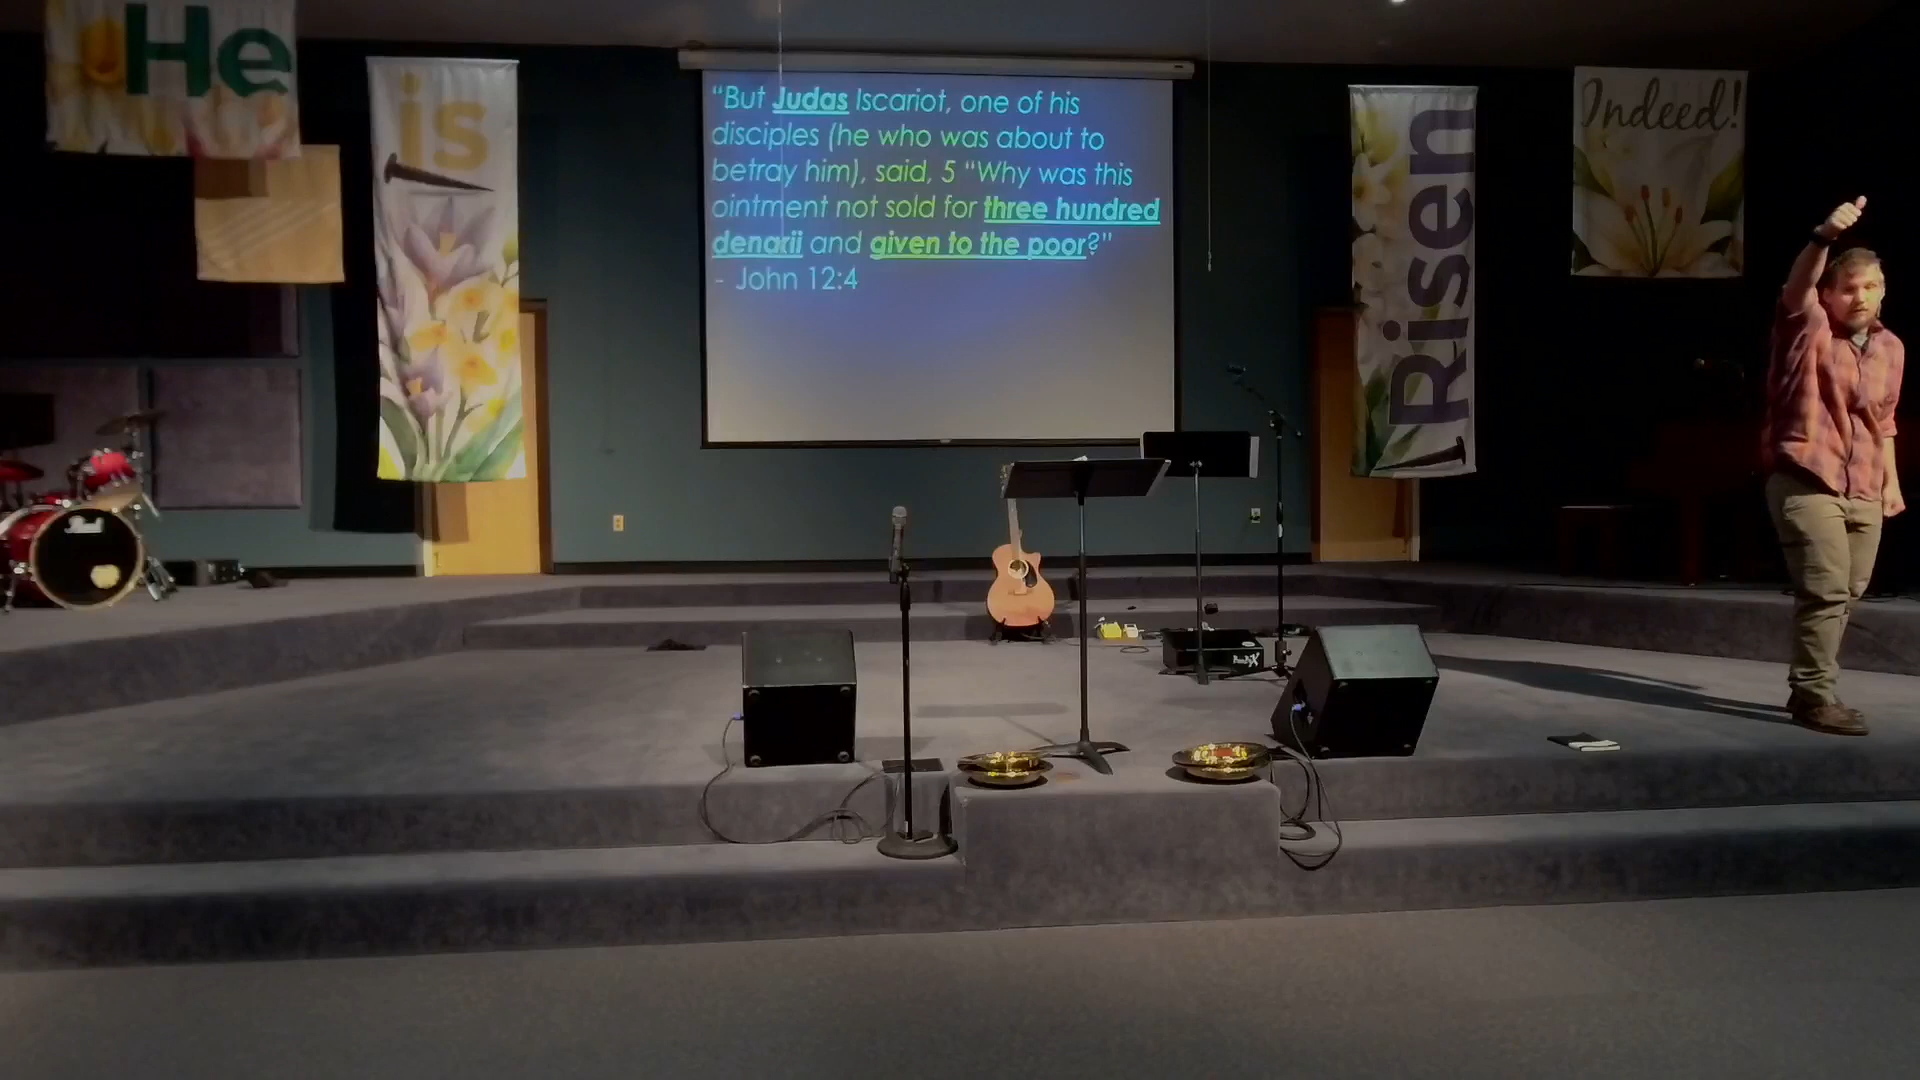 He
is
Risen
Indeed!
“But Judas Iscariot, one of his
disciples (he who was about to
betray him), said, 5 “Why was this
ointment not sold for three hundred
denarii and given to the poor?”
- John 12:4
Pearl